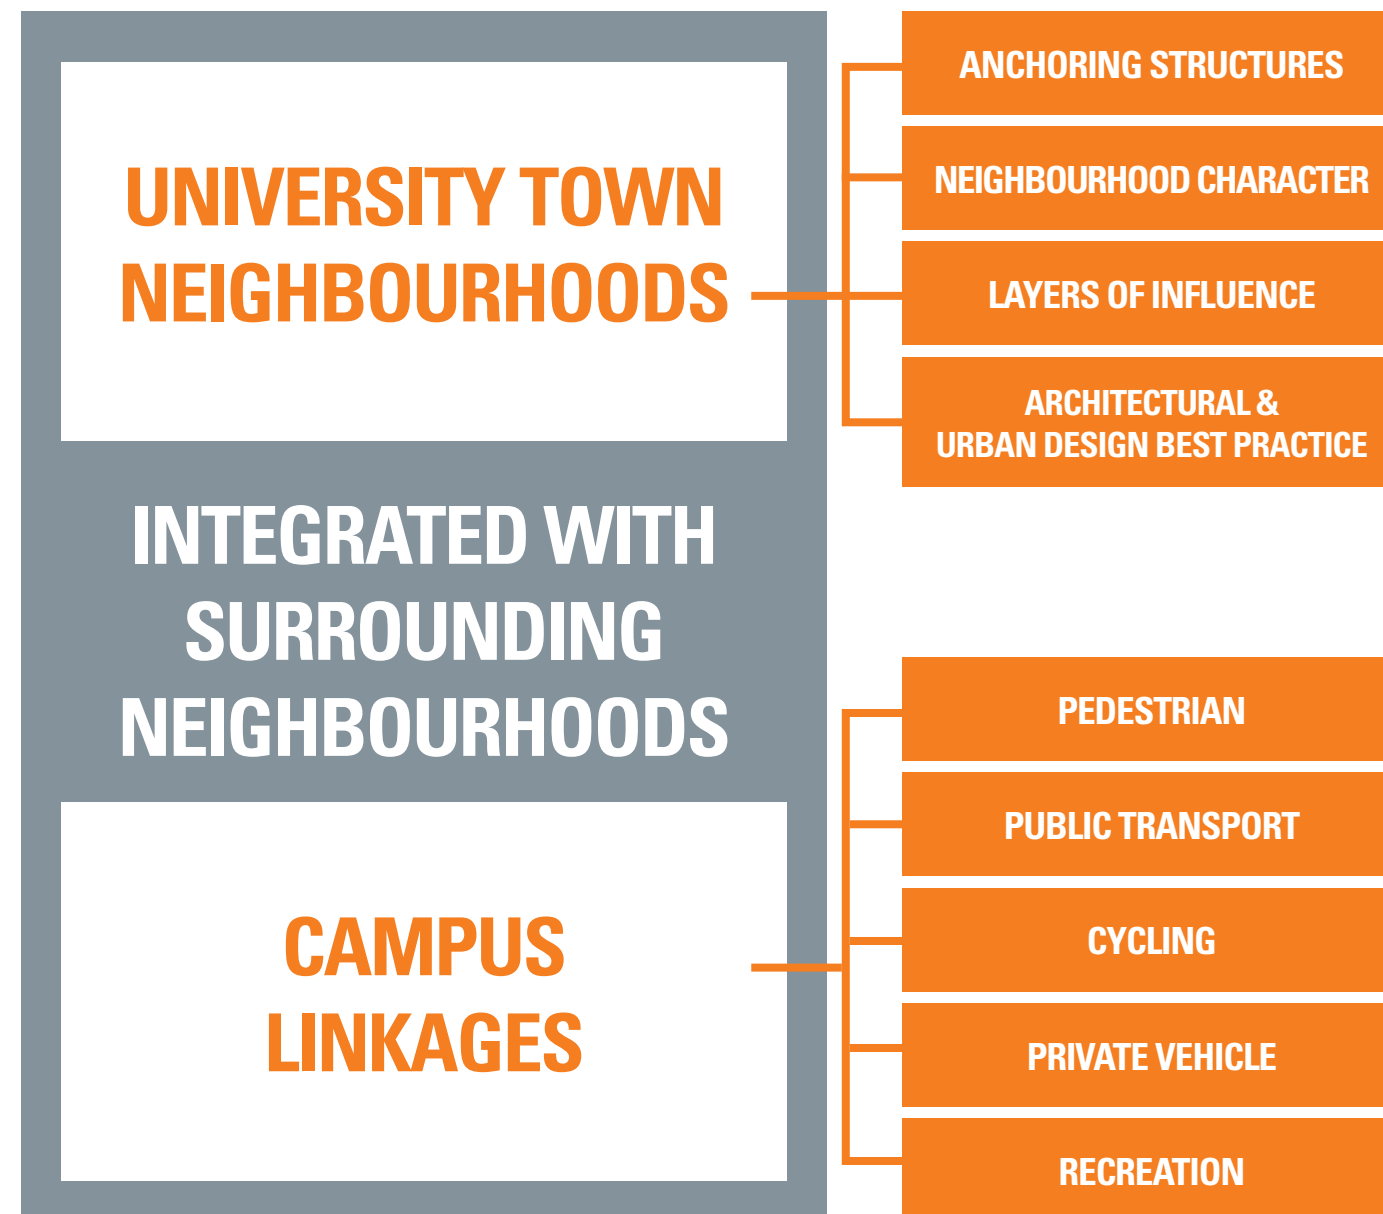 UNIVERSITY TOWN
NEIGHBOURHOODS
ANCHORING STRUCTURES
NEIGHBOURHOOD CHARACTER
LAYERS OF INFLUENCE
ARCHITECTURAL &
URBAN DESIGN BEST PRACTICE
INTEGRATED WITH
SURROUNDING
NEIGHBOURHOODS
CAMPUS
LINKAGES
PEDESTRIAN
PUBLIC TRANSPORT
CYCLING
PRIVATE VEHICLE
RECREATION